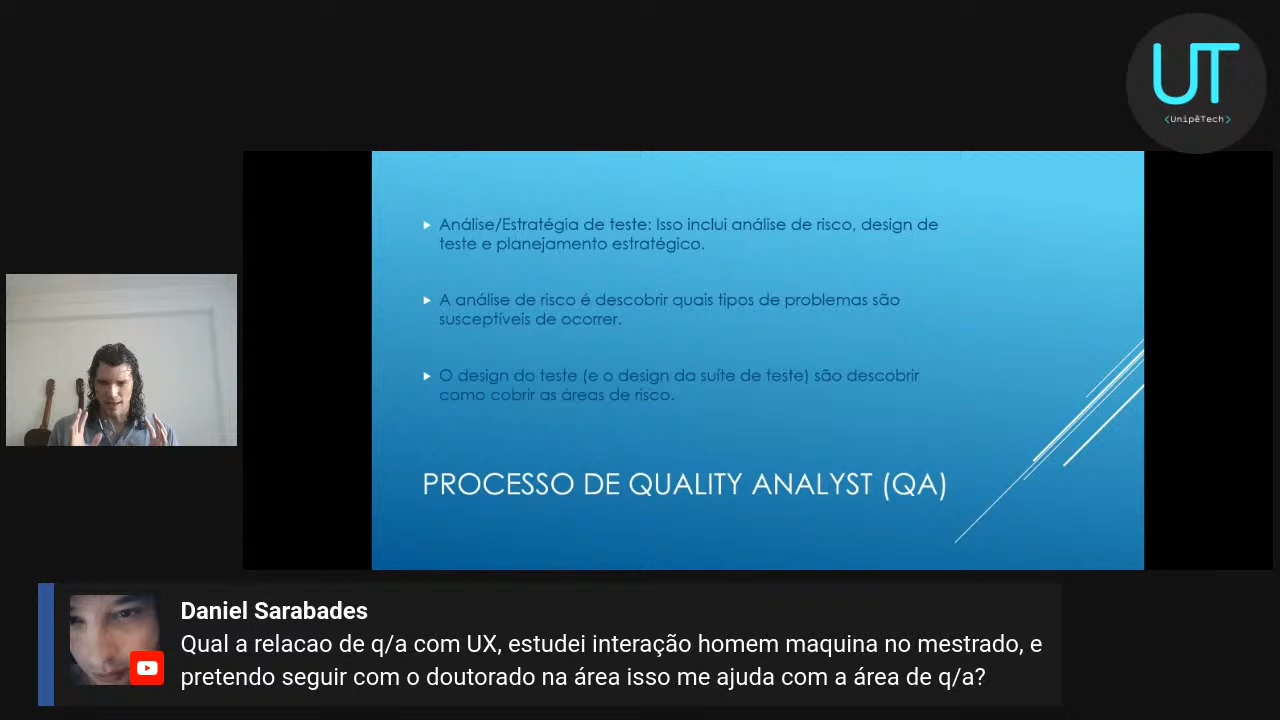 UT
<UnipêTech>
Análise/Estratégia de teste: Isso inclui análise de risco, design de
teste e planejamento estratégico.
A análise de risco é descobrir quais tipos de problemas são
susceptíveis de ocorrer.
O design do teste (e o design da suíte de teste) são descobrir
como cobrir as áreas de risco.
PROCESSO DE QUALITY ANALYST (QA)
Daniel Sarabades
Qual a relacao de q/a com UX, estudei interação homem maquina no mestrado, e
pretendo seguir com o doutorado na área isso me ajuda com a área de q/a?